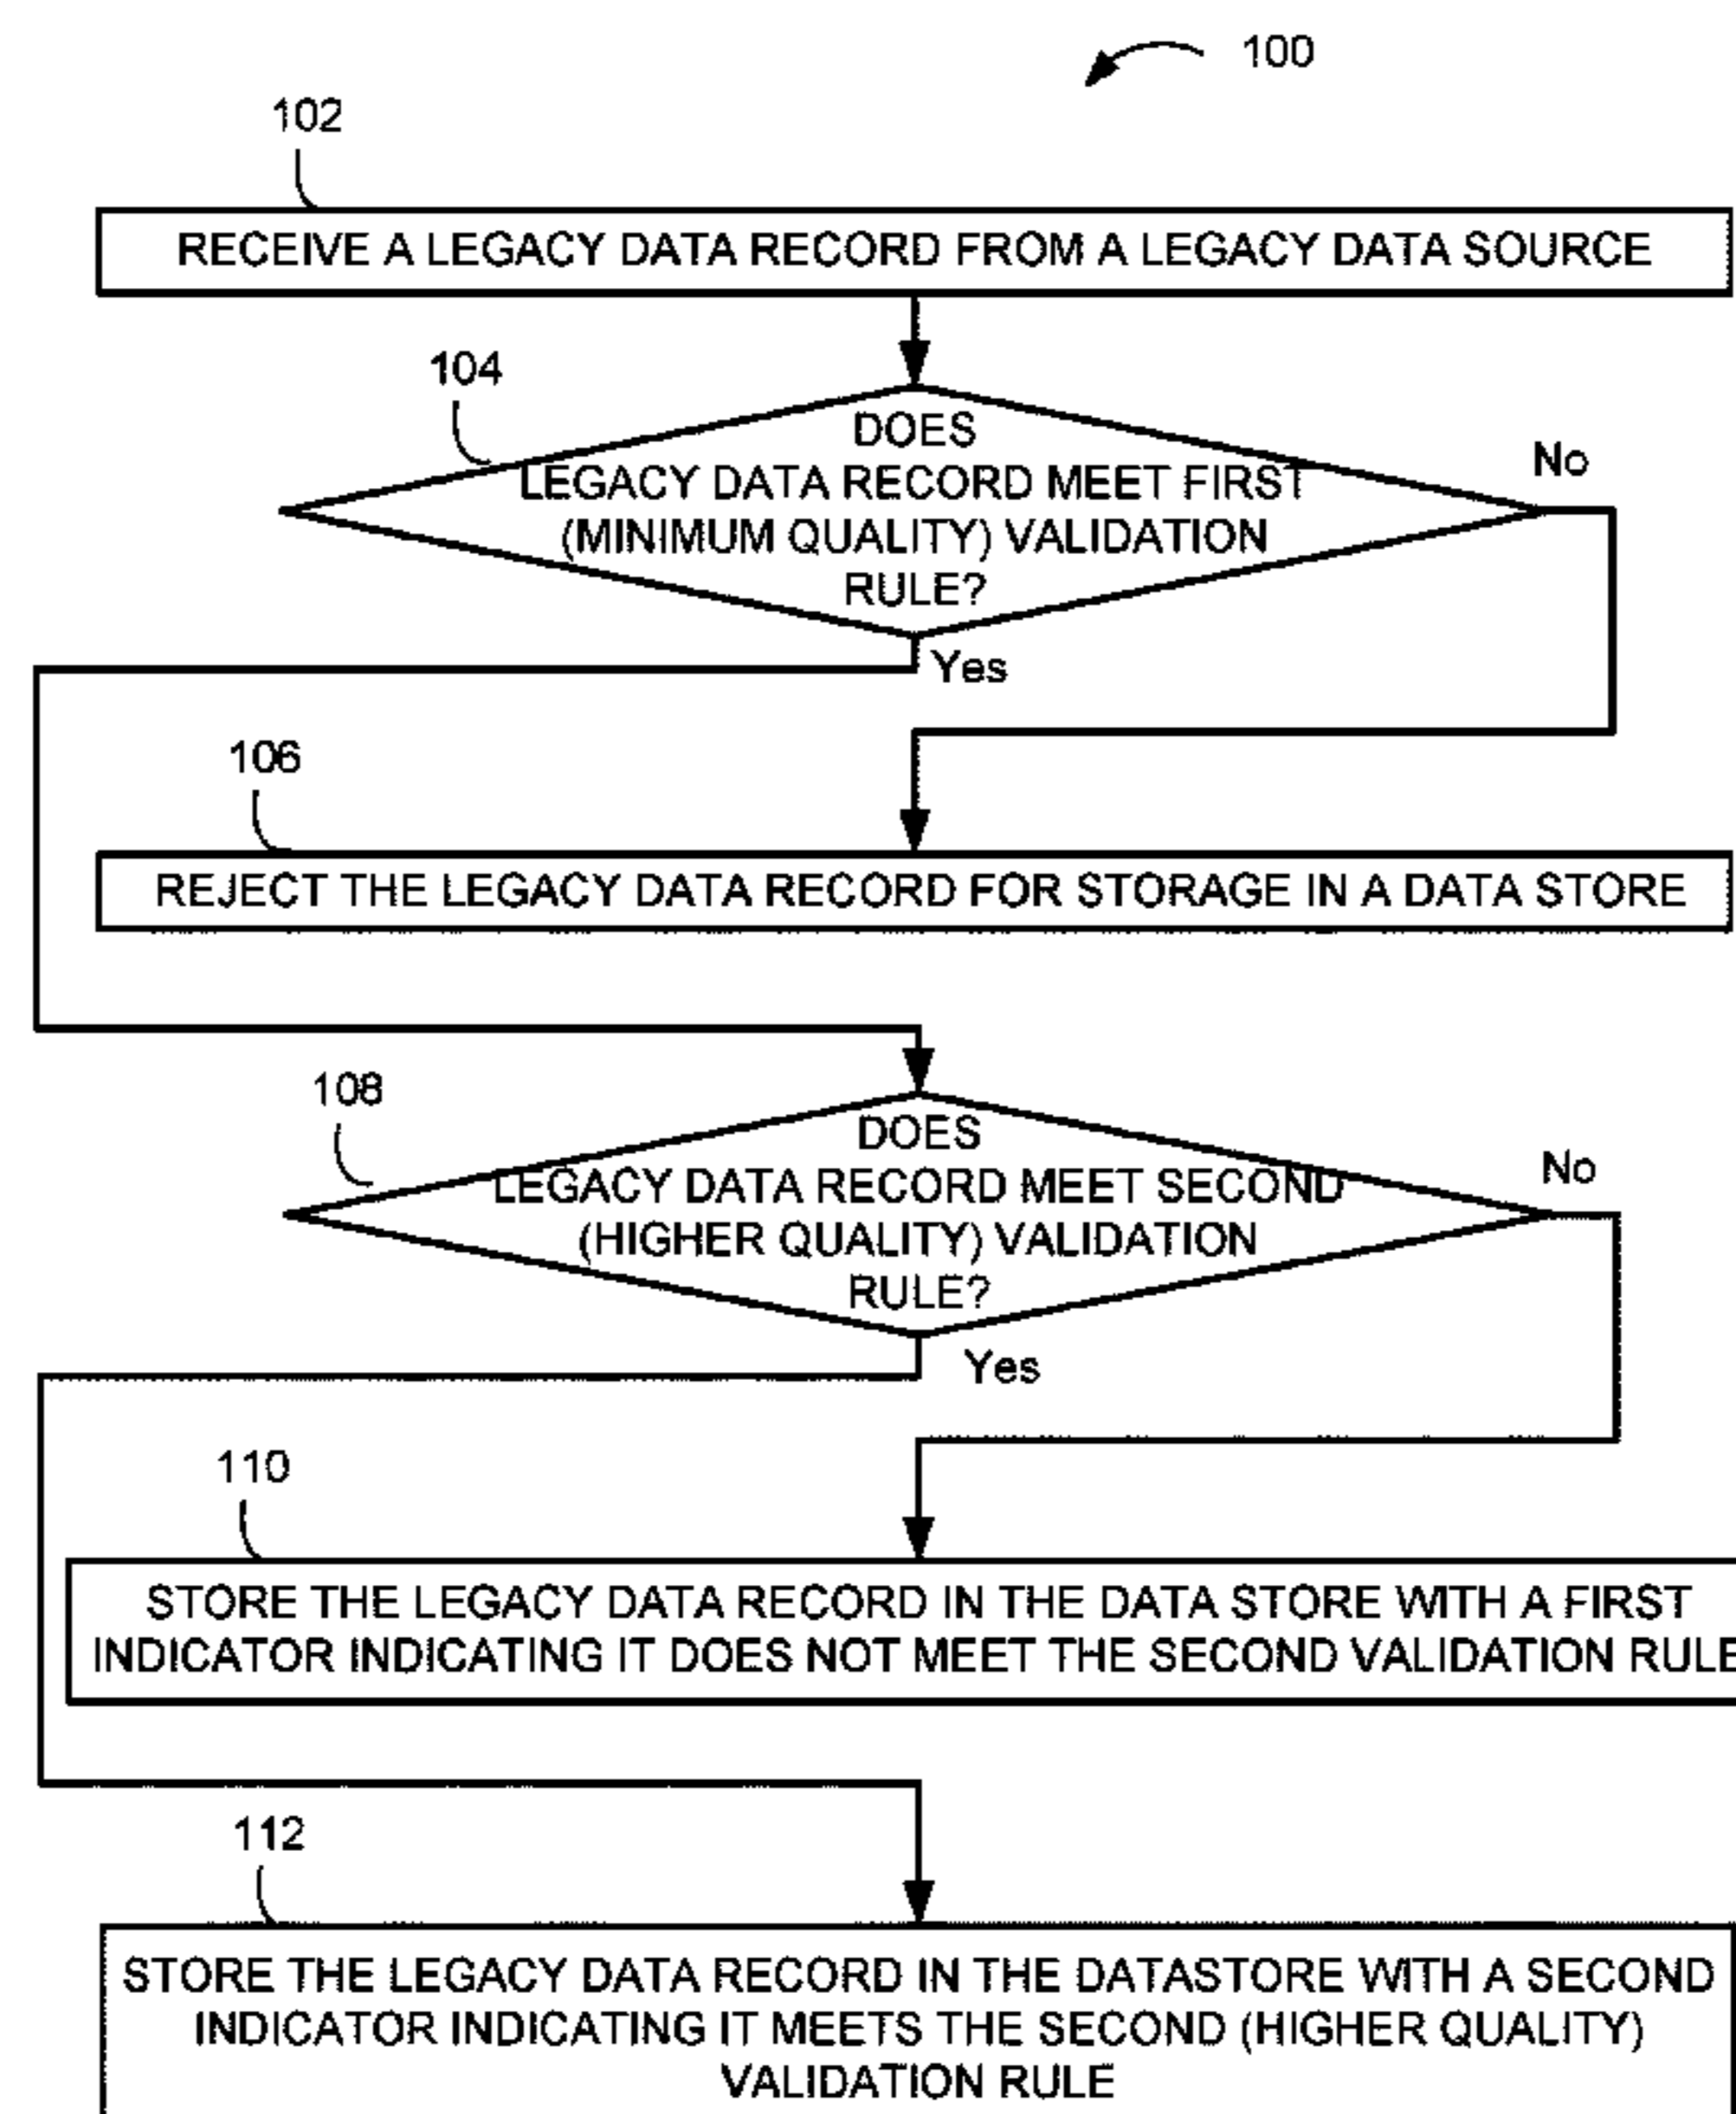 100
102
RECEIVE A LEGACY DATA RECORD FROM A LEGACY DATA SOURCE
104
DOES
LEGACY DATA RECORD MEET FIRST
(MINIMUM QUALITY) VALIDATION
RULE?
No
Yes
106
REJECT THE LEGACY DATA RECORD FOR STORAGE IN A DATA STORE
108
DOES
LEGACY DATA RECORD MEET SECOND
(HIGHER QUALITY) VALIDATION
RULE?
No
Yes
110
STORE THE LEGACY DATA RECORD IN THE DATA STORE WITH A FIRST
INDICATOR INDICATING IT DOES NOT MEET THE SECOND VALIDATION RULE
112
STORE THE LEGACY DATA RECORD IN THE DATASTORE WITH A SECOND
INDICATOR INDICATING IT MEETS THE SECOND (HIGHER QUALITY)
VALIDATION RULE